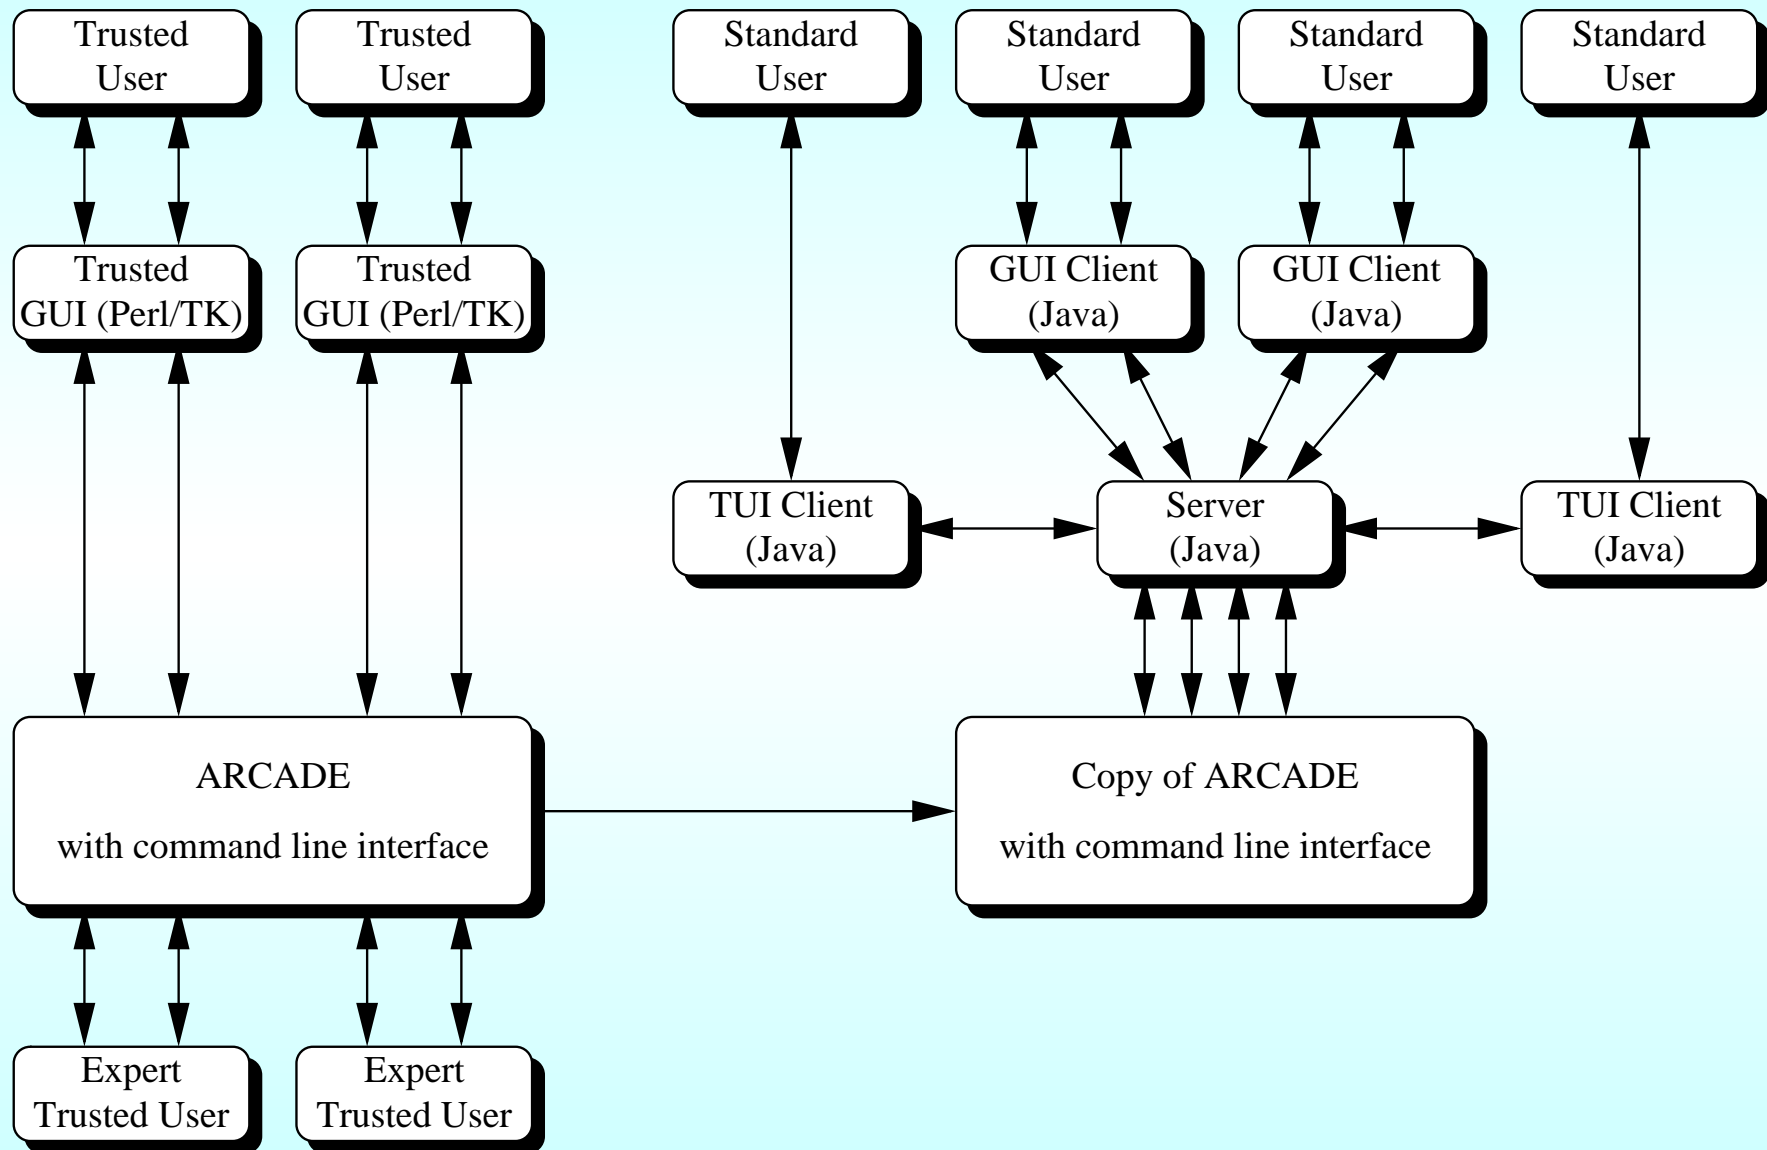 Trusted
User
Trusted
User
Standard
User
Standard
User
Standard
User
Standard
User
Trusted
GUI (Perl/TK)
Trusted
GUI (Perl/TK)
GUI Client
(Java)
GUI Client
(Java)
TUI Client
(Java)
Server
(Java)
TUI Client
(Java)
ARCADE
with command line interface
Copy of ARCADE
with command line interface
Expert
Trusted User
Expert
Trusted User